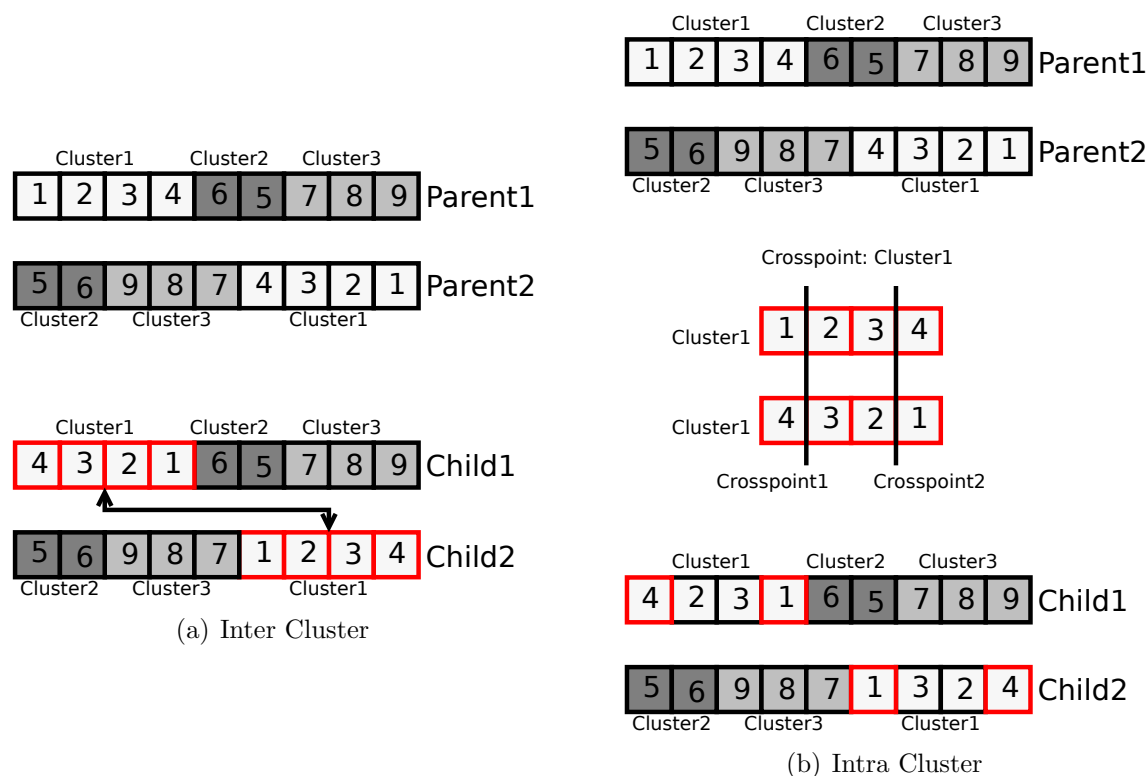 Cluster1 Cluster2 Cluster3
1 2 3 4 6 5 7 8 9 Parent1
5 6 9 8 7 4 3 2 1 Parent2
Cluster2 Cluster3 Cluster1
Cluster1 Cluster2 Cluster3
4 3 2 1 6 5 7 8 9 Child1
5 6 9 8 7 1 2 3 4 Child2
Cluster2 Cluster3 Cluster1
(a) Inter Cluster
Cluster1 Cluster2 Cluster3
1 2 3 4 6 5 7 8 9 Parent1
5 6 9 8 7 4 3 2 1 Parent2
Cluster2 Cluster3 Cluster1
Crosspoint: Cluster1
Cluster1 1 2 3 4
Cluster1 4 3 2 1
Crosspoint1 Crosspoint2
Cluster1 Cluster2 Cluster3
4 2 3 1 6 5 7 8 9 Child1
5 6 9 8 7 1 3 2 4 Child2
Cluster2 Cluster3 Cluster1
(b) Intra Cluster